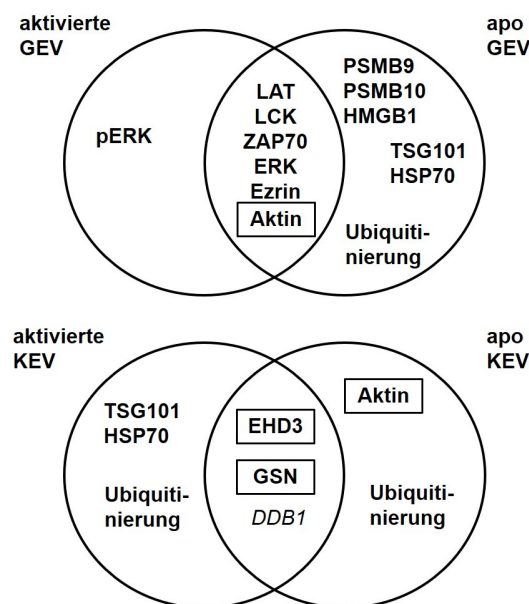 aktivierte
GEV
apo
GEV
pERK
LAT
LCK
ZAP70
ERK
Ezrin
Aktin
PSMB9
PSMB10
HMGB1
TSG101
HSP70
Ubiquiti-
nierung
aktivierte
KEV
apo
KEV
TSG101
HSP70
Ubiquiti-
nierung
EHD3
GSN
DDB1
Aktin
Ubiquiti-
nierung